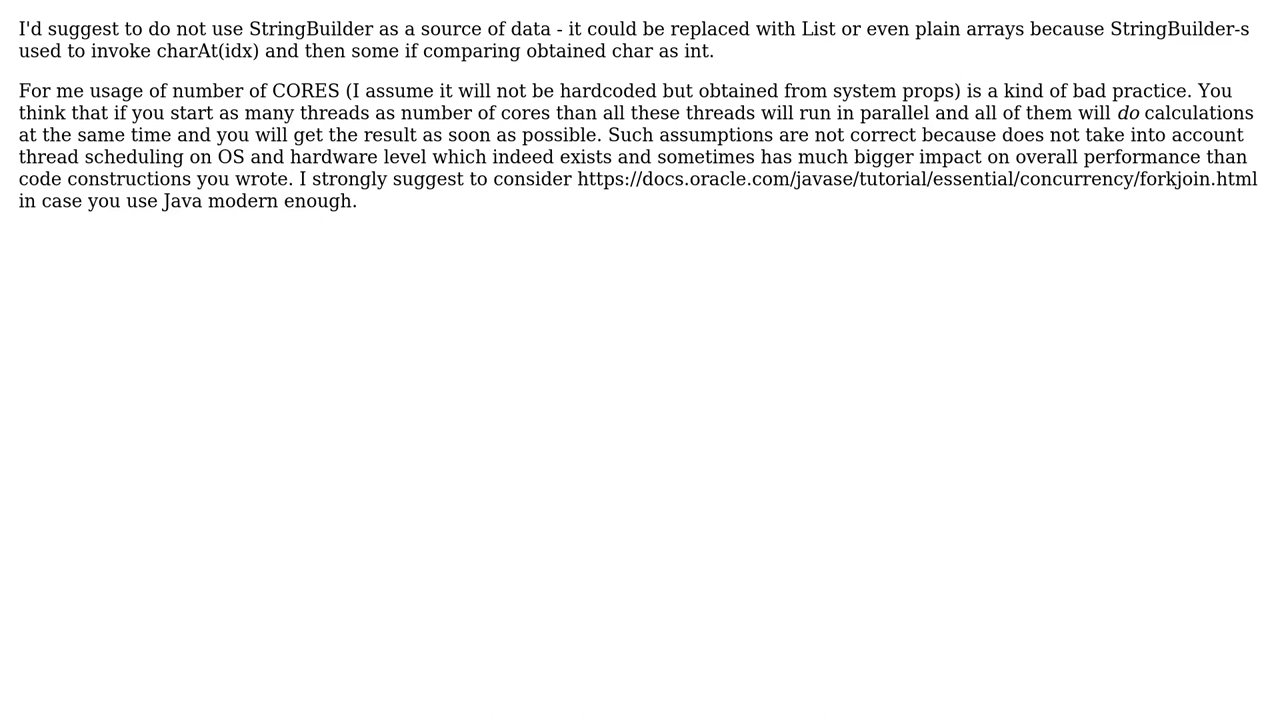 I'd suggest to do not use StringBuilder as a source of data - it could be replaced with List or even plain arrays because StringBuilder-s
used to invoke charAt(idx) and then some if comparing obtained char as int.
For me usage of number of CORES (I assume it will not be hardcoded but obtained from system props) is a kind of bad practice. You
think that if you start as many threads as number of cores than all these threads will run in parallel and all of them will do calculations
at the same time and you will get the result as soon as possible. Such assumptions are not correct because does not take into account
thread scheduling on OS and hardware level which indeed exists and sometimes has much bigger impact on overall performance than
code constructions you wrote. I strongly suggest to consider https://docs.oracle.com/javase/tutorial/essential/concurrency/forkjoin.html
in case you use Java modern enough.